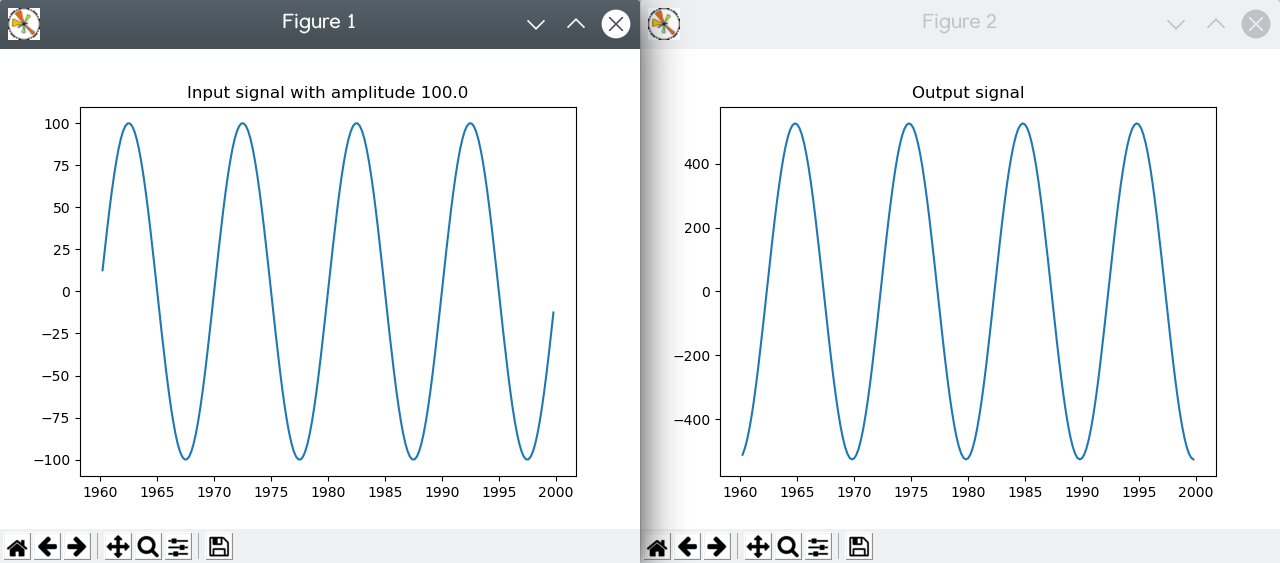 Figure 1
Input signal with amplitude 100.0
100
75
50
25
0
−25
−50
−75
−100
1960 1965 1970 1975 1980 1985 1990 1995 2000
Figure 2
Output signal
400
200
0
−200
−400
1960 1965 1970 1975 1980 1985 1990 1995 2000